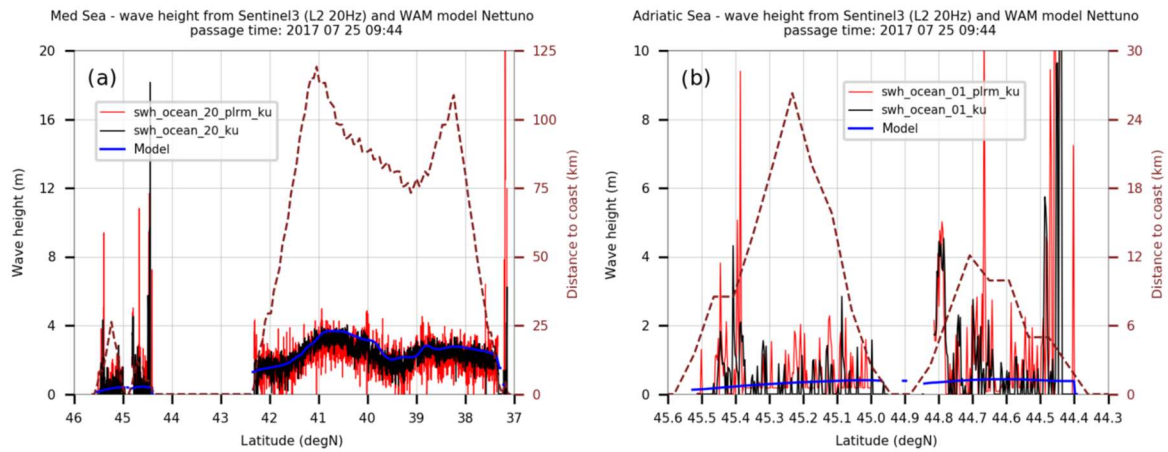 Med Sea - wave height from Sentinel3 (L2 20Hz) and WAM model Nettuno
passage time: 2017 07 25 09:44
(a)
swh_ocean_20_plrm_ku
swh_ocean_20_ku
Model
Wave height (m)
20
16
12
8
4
0
Distance to coast (km)
125
100
75
50
25
0
46 45 44 43 42 41 40 39 38 37
Latitude (degN)
Adriatic Sea - wave height from Sentinel3 (L2 20Hz) and WAM model Nettuno
passage time: 2017 07 25 09:44
(b)
swh_ocean_01_plrm_ku
swh_ocean_01_ku
Model
Wave height (m)
10
8
6
4
2
0
Distance to coast (km)
30
24
18
12
6
0
45.6 45.5 45.4 45.3 45.2 45.1 45.0 44.9 44.8 44.7 44.6 44.5 44.4 44.3
Latitude (degN)